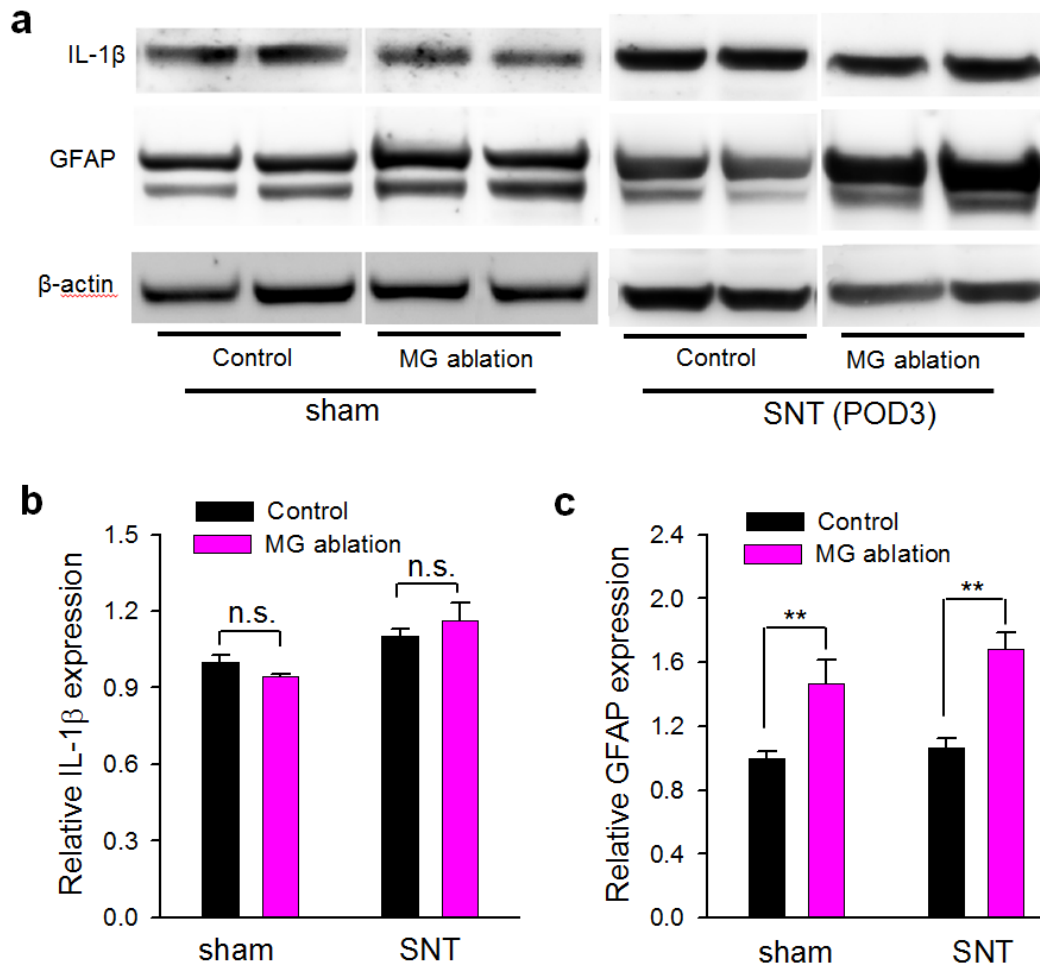 a
IL-1β
GFAP
β-actin
Control MG ablation Control MG ablation
sham SNT (POD3)
b
Control
MG ablation
Relative IL-1β expression
1.5
1.2
0.9
0.6
0.3
0.0
n.s.
n.s.
sham SNT
c
Control
MG ablation
Relative GFAP expression
2.4
2.0
1.6
1.2
0.8
0.4
0.0
**
**
sham SNT